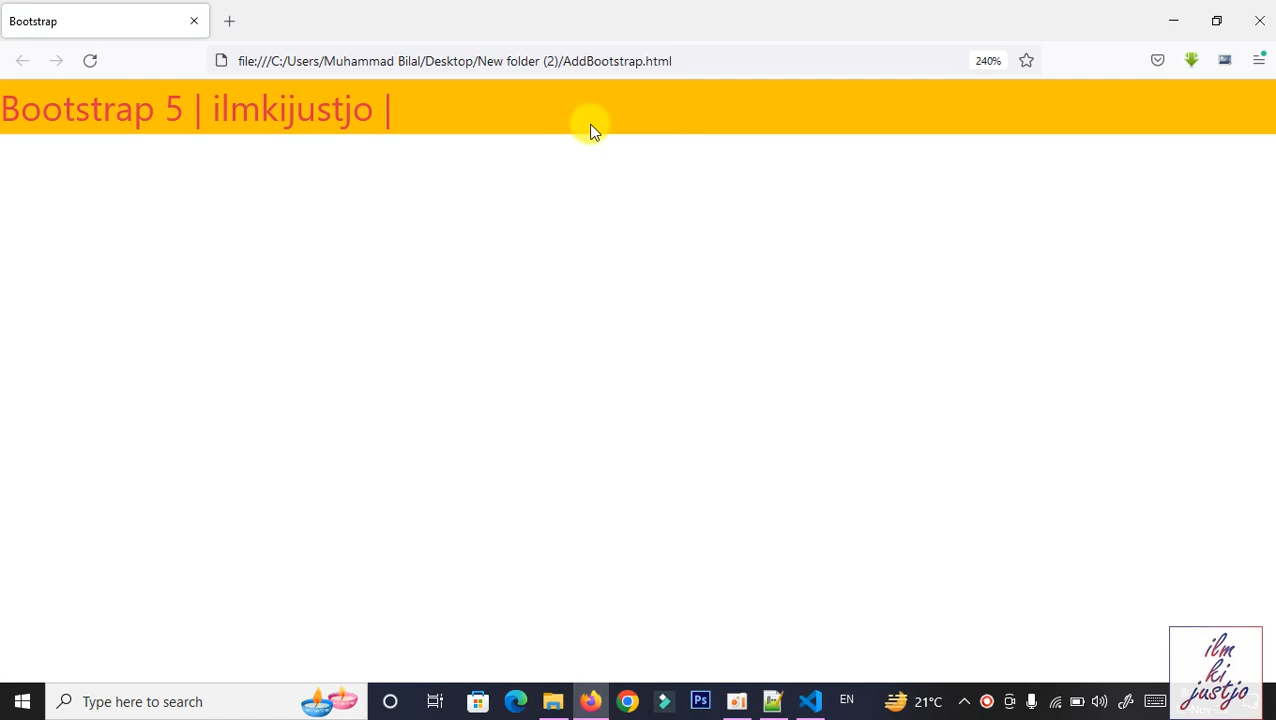 Bootstrap
file:///C:/Users/Muhammad Bilal/Desktop/New folder (2)/AddBootstrap.html
240%
Bootstrap 5 | ilmkijustjo |
ilm
ki
justjo
Type here to search
Ps
EN
21°C